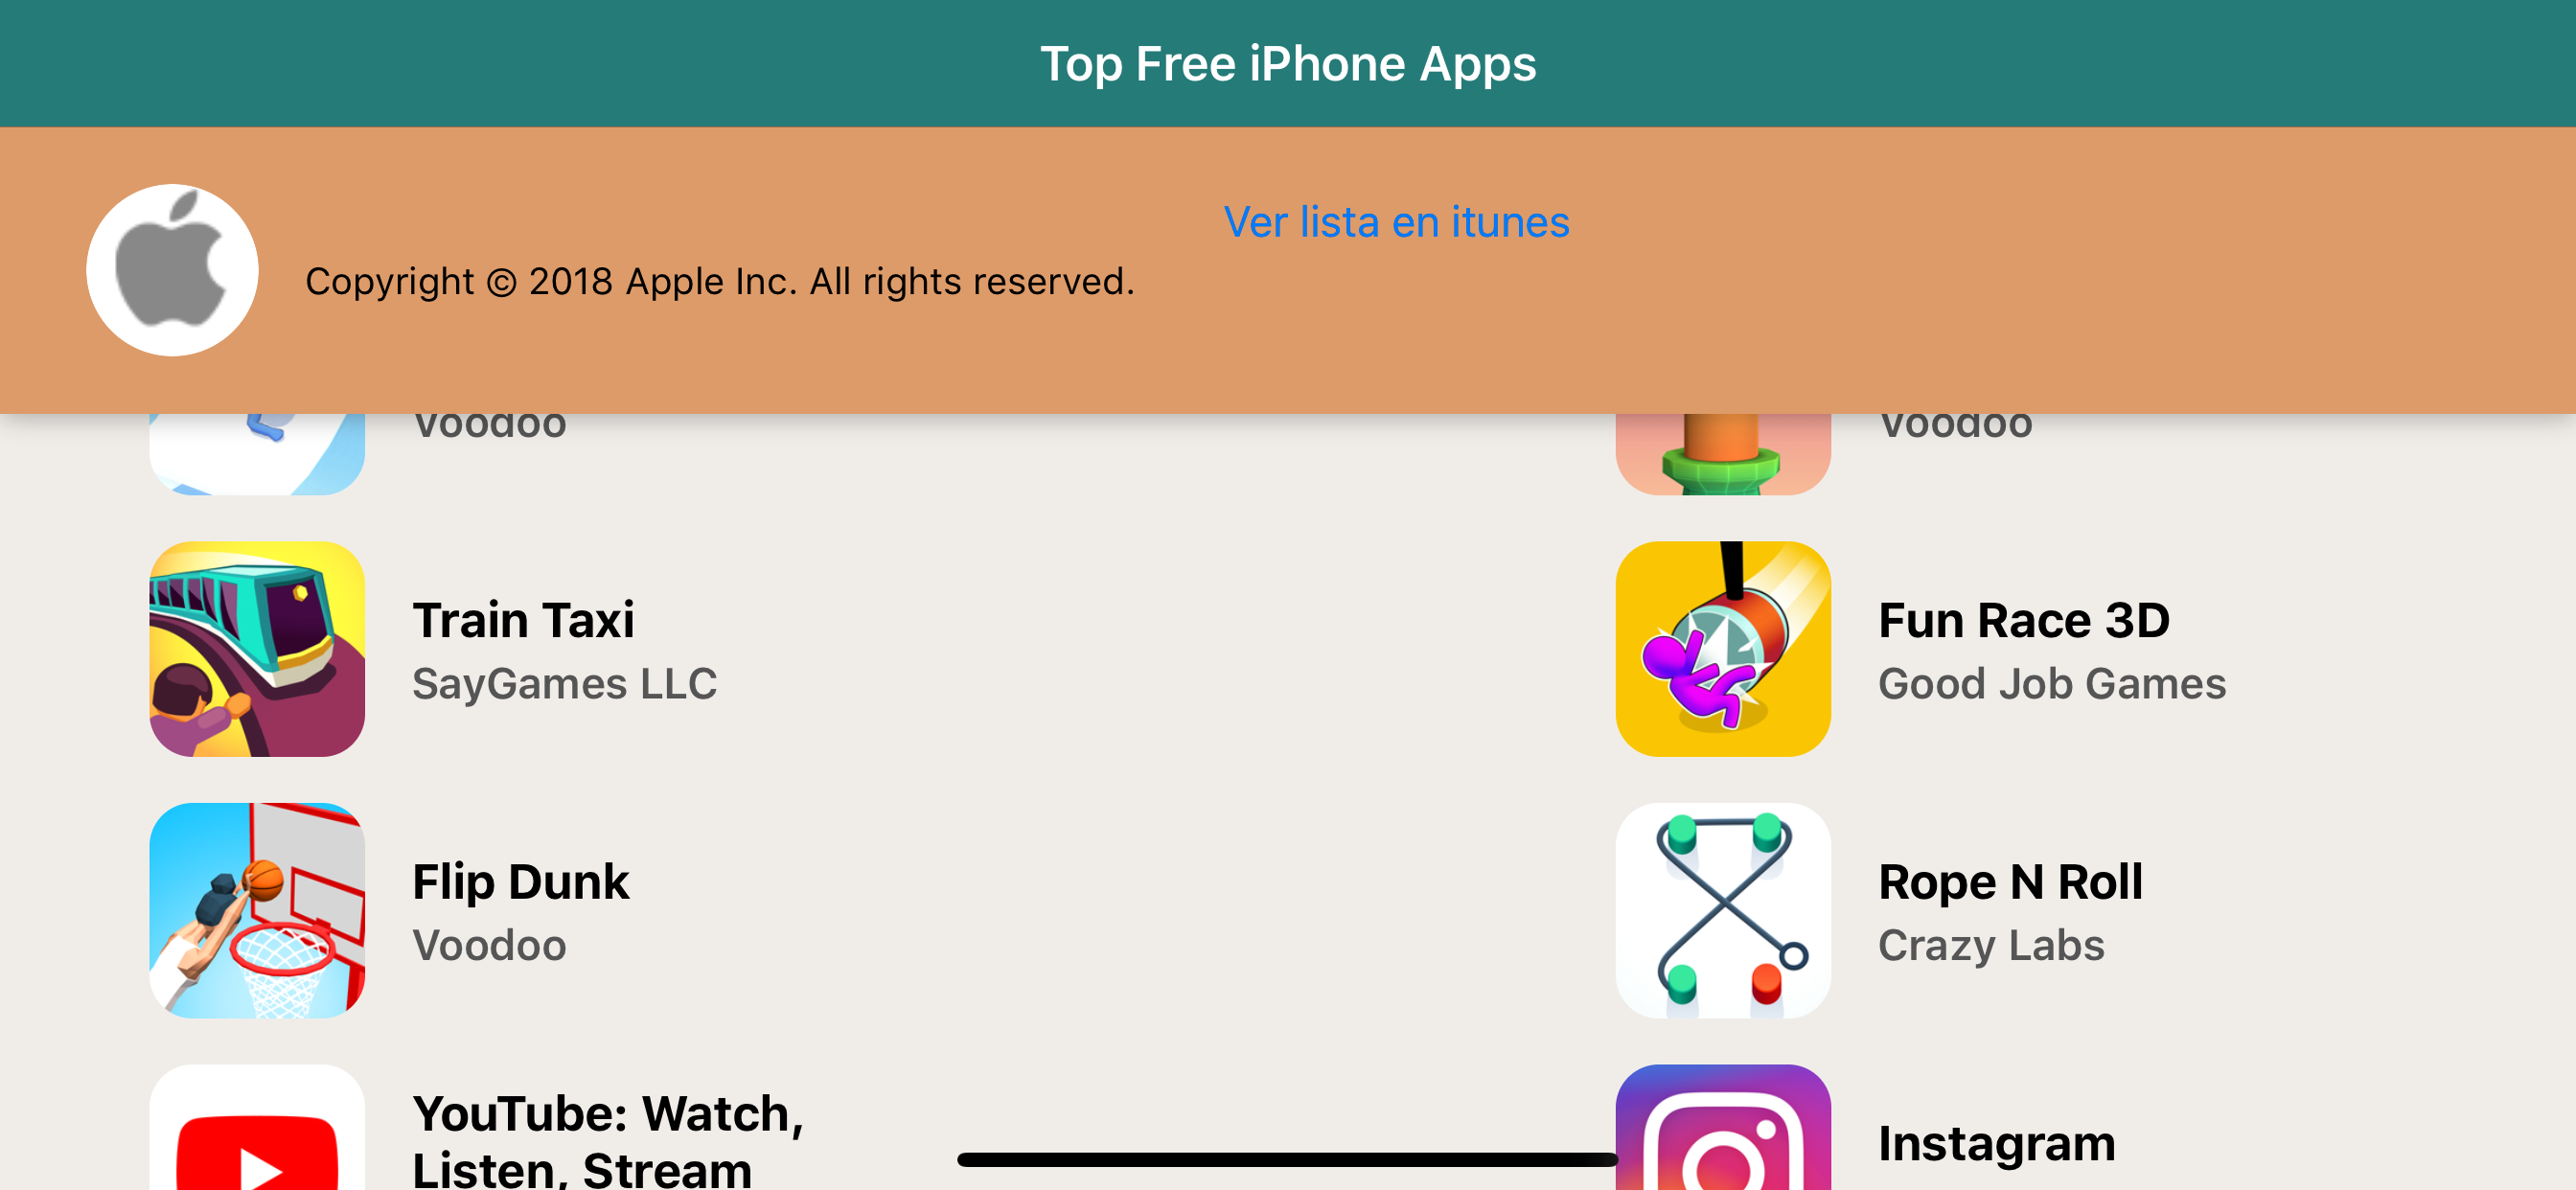 Top Free iPhone Apps
Ver lista en itunes
Copyright © 2018 Apple Inc. All rights reserved.
Voodoo
Voodoo
Train Taxi
SayGames LLC
Fun Race 3D
Good Job Games
Flip Dunk
Voodoo
Rope N Roll
Crazy Labs
YouTube: Watch,
Listen, Stream
Instagram